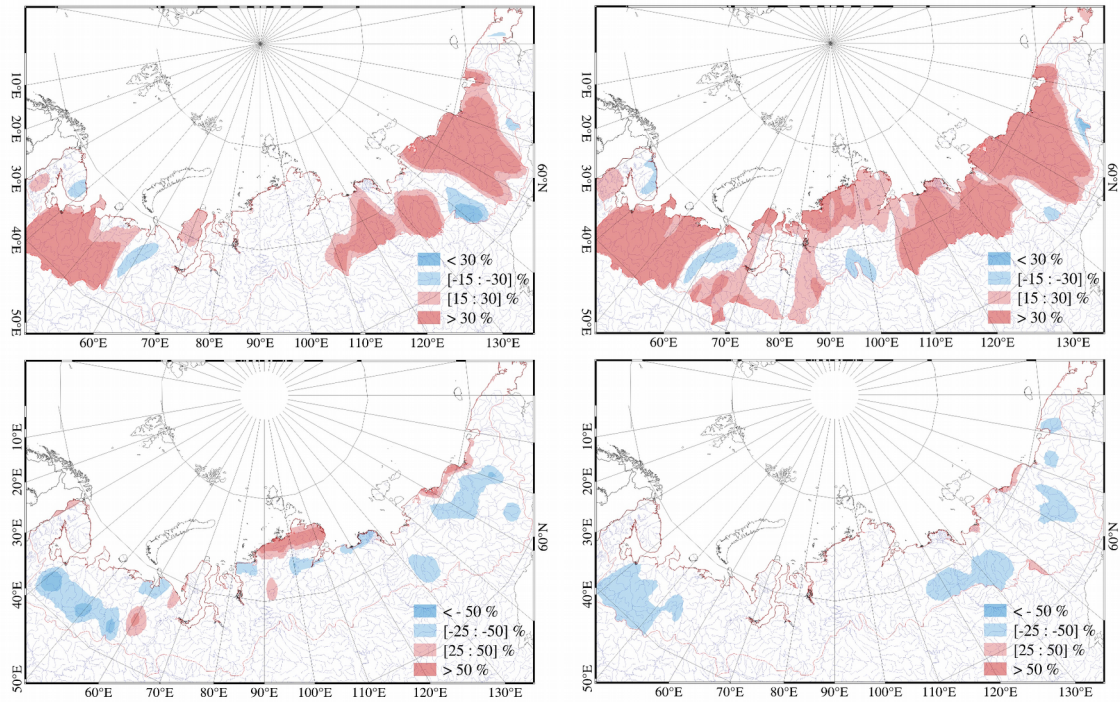 10°E
20°E
30°E
40°E
50°E
60°E
70°E
80°E
90°E
100°E
110°E
120°E
130°E
60°N
< 30 %
[-15 : -30] %
[15 : 30] %
> 30 %
10°E
20°E
30°E
40°E
50°E
60°E
70°E
80°E
90°E
100°E
110°E
120°E
130°E
60°N
< 30 %
[-15 : -30] %
[15 : 30] %
> 30 %
10°E
20°E
30°E
40°E
50°E
60°E
70°E
80°E
90°E
100°E
110°E
120°E
130°E
60°N
< - 50 %
[-25 : -50] %
[25 : 50] %
> 50 %
10°E
20°E
30°E
40°E
50°E
60°E
70°E
80°E
90°E
100°E
110°E
120°E
130°E
60°N
< - 50 %
[-25 : -50] %
[25 : 50] %
> 50 %